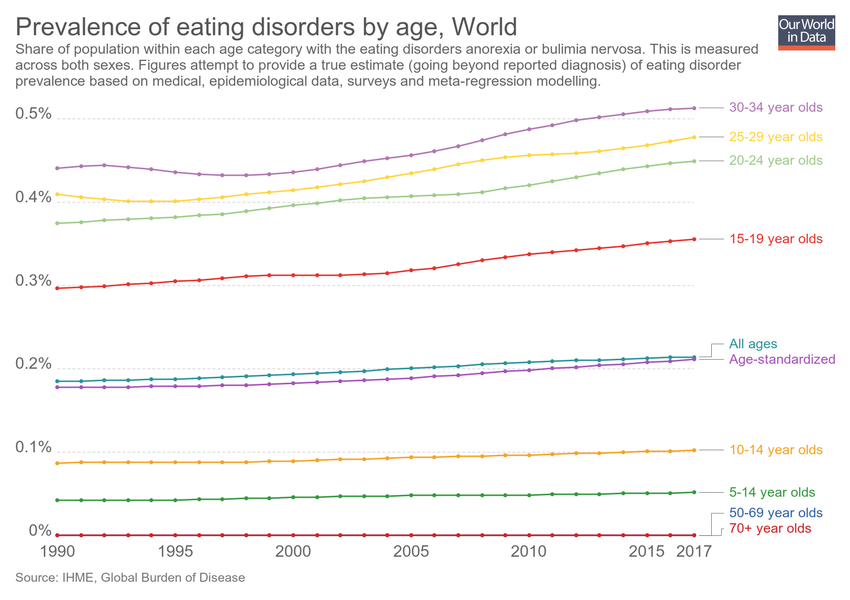 Prevalence of eating disorders by age, World
Our World
in Data
Share of population within each age category with the eating disorders anorexia or bulimia nervosa. This is measured
across both sexes. Figures attempt to provide a true estimate (going beyond reported diagnosis) of eating disorder
prevalence based on medical, epidemiological data, surveys and meta-regression modelling.
0.5%
0.4%
0.3%
0.2%
0.1%
0%
30-34 year olds
25-29 year olds
20-24 year olds
15-19 year olds
All ages
Age-standardized
10-14 year olds
5-14 year olds
50-69 year olds
70+ year olds
1990 1995 2000 2005 2010 2015 2017
Source: IHME, Global Burden of Disease